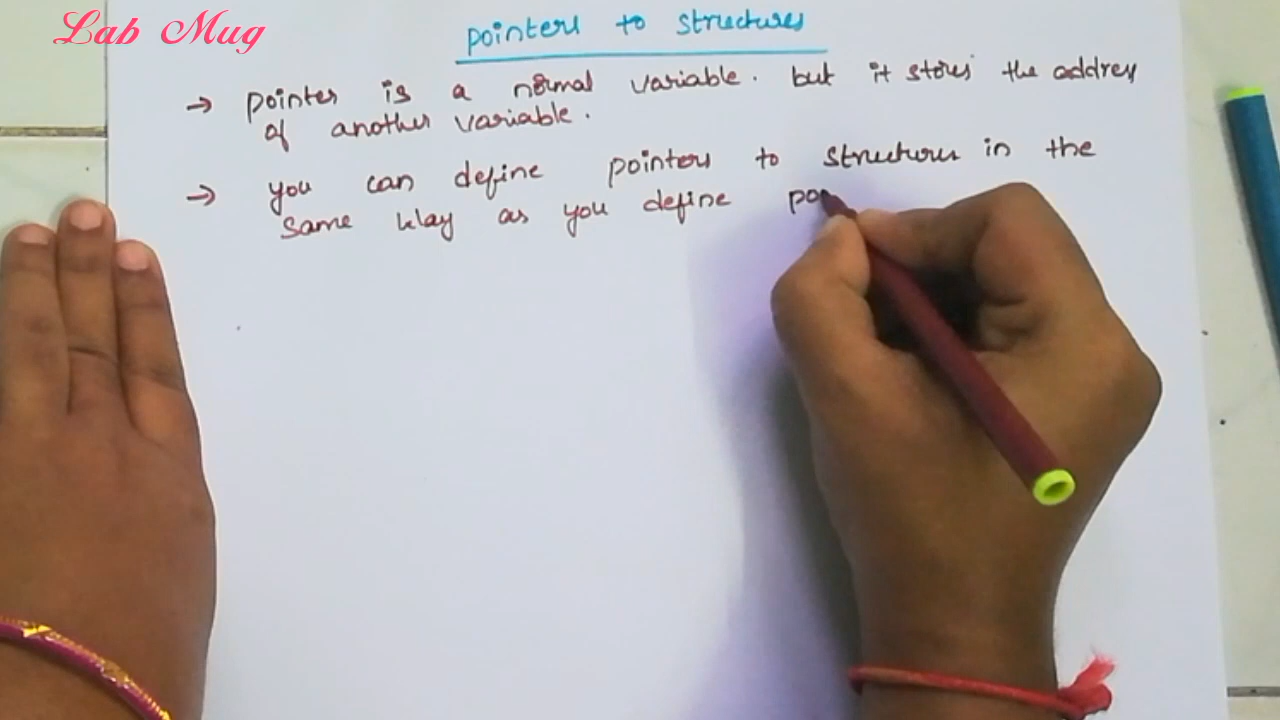 Lab Mug
pointers to structures
→ pointer is a normal variable. but it stores the address
of another variable.
→ you can define pointers to structures in the
same way as you define po